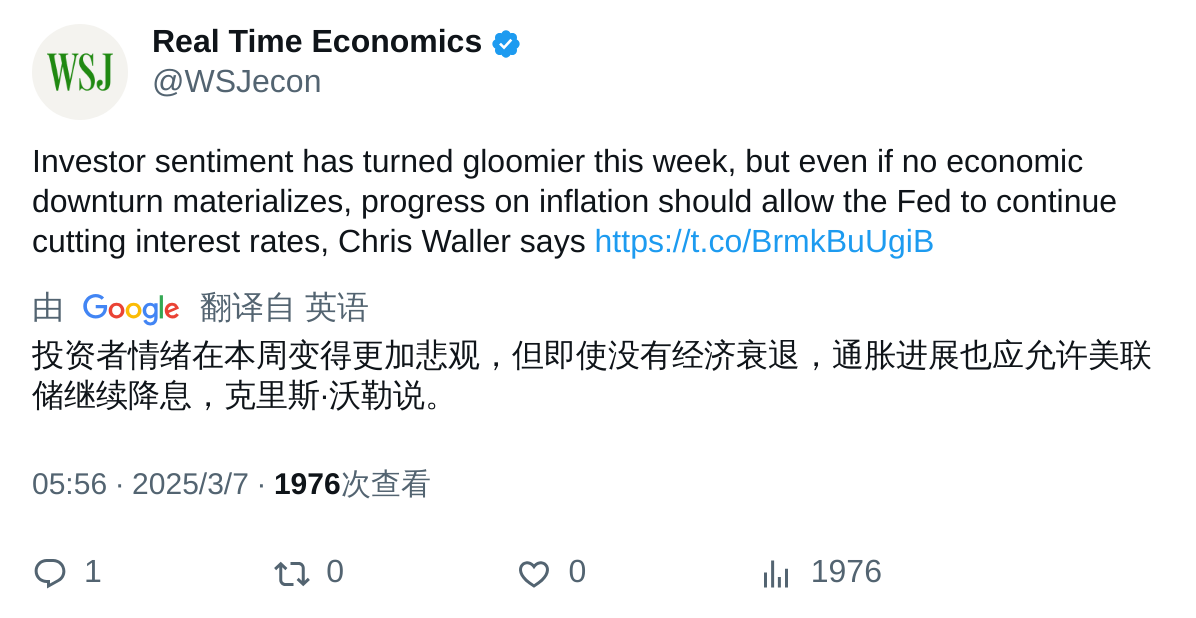 WSJ
Real Time Economics
@WSJecon
Investor sentiment has turned gloomier this week, but even if no economic
downturn materializes, progress on inflation should allow the Fed to continue
cutting interest rates, Chris Waller says https://t.co/BrmkBuUgiB
由 Google 翻译自 英语
投资者情绪在本周变得更加悲观，但即使没有经济衰退，通胀进展也应允许美联
储继续降息，克里斯·沃勒说。
05:56 · 2025/3/7 · 1976次查看
1 0 0 1976